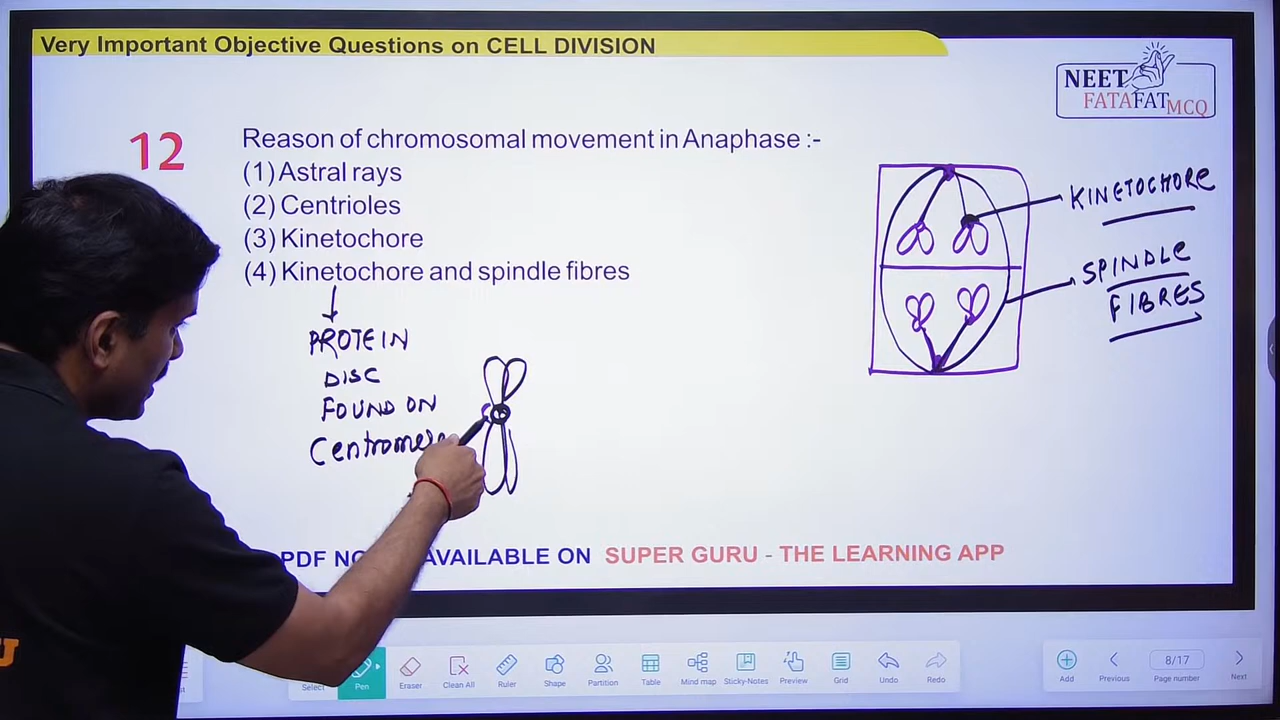 Very Important Objective Questions on CELL DIVISION
NEET
FATAFAT MCQ
12
Reason of chromosomal movement in Anaphase :-
(1) Astral rays
(2) Centrioles
(3) Kinetochore
(4) Kinetochore and spindle fibres
PROTEIN
DISC
FOUND ON
Centromere
KINETOCHORE
SPINDLE
FIBRES
PDF AVAILABLE ON SUPER GURU - THE LEARNING APP
Select
Pen
Eraser
Clean All
Ruler
Shape
Partition
Table
Mind map
Sticky-Notes
Preview
Grid
Undo
Redo
Add
Previous
8/17
Page number
Next